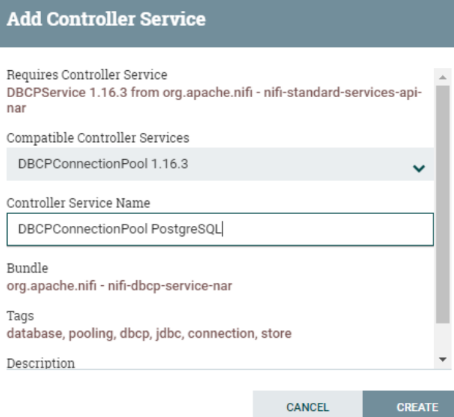 Add Controller Service
Requires Controller Service
DBCPService 1.16.3 from org.apache.nifi - nifi-standard-services-api-
nar
Compatible Controller Services
DBCPConnectionPool 1.16.3
Controller Service Name
DBCPConnectionPool PostgreSQL
Bundle
org.apache.nifi - nifi-dbcp-service-nar
Tags
database, pooling, dbcp, jdbc, connection, store
Description
CANCEL
CREATE